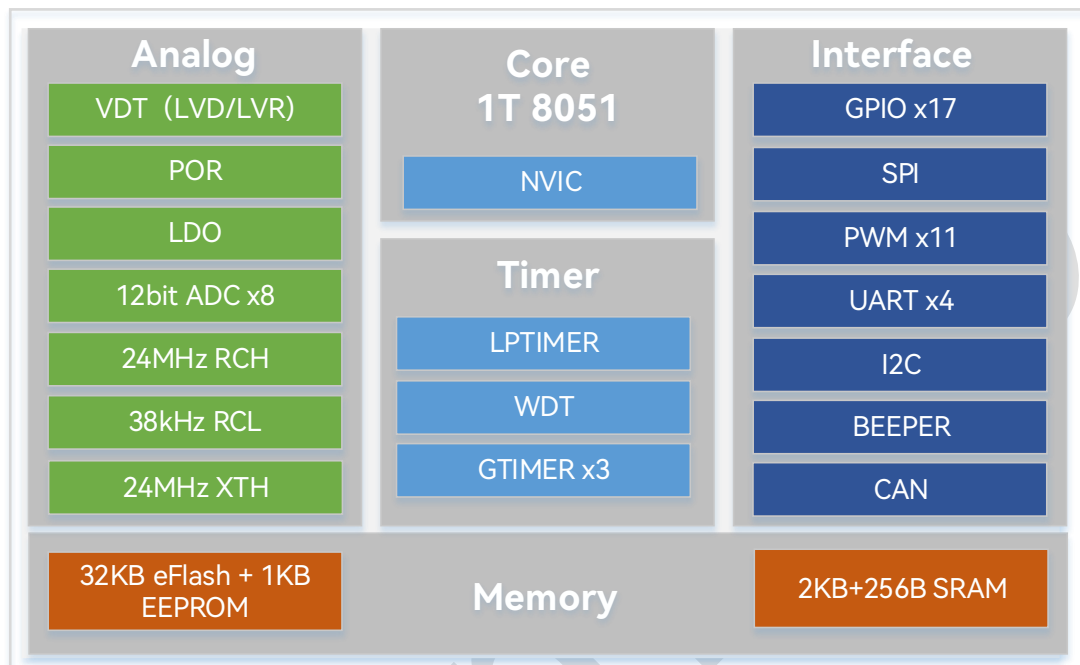 Analog
VDT（LVD/LVR）
POR
LDO
12bit ADC x8
24MHz RCH
38kHz RCL
24MHz XTH
Core
1T 8051
NVIC
Timer
LPTIMER
WDT
GTIMER x3
Interface
GPIO x17
SPI
PWM x11
UART x4
I2C
BEEPER
CAN
32KB eFlash + 1KB
EEPROM
Memory
2KB+256B SRAM